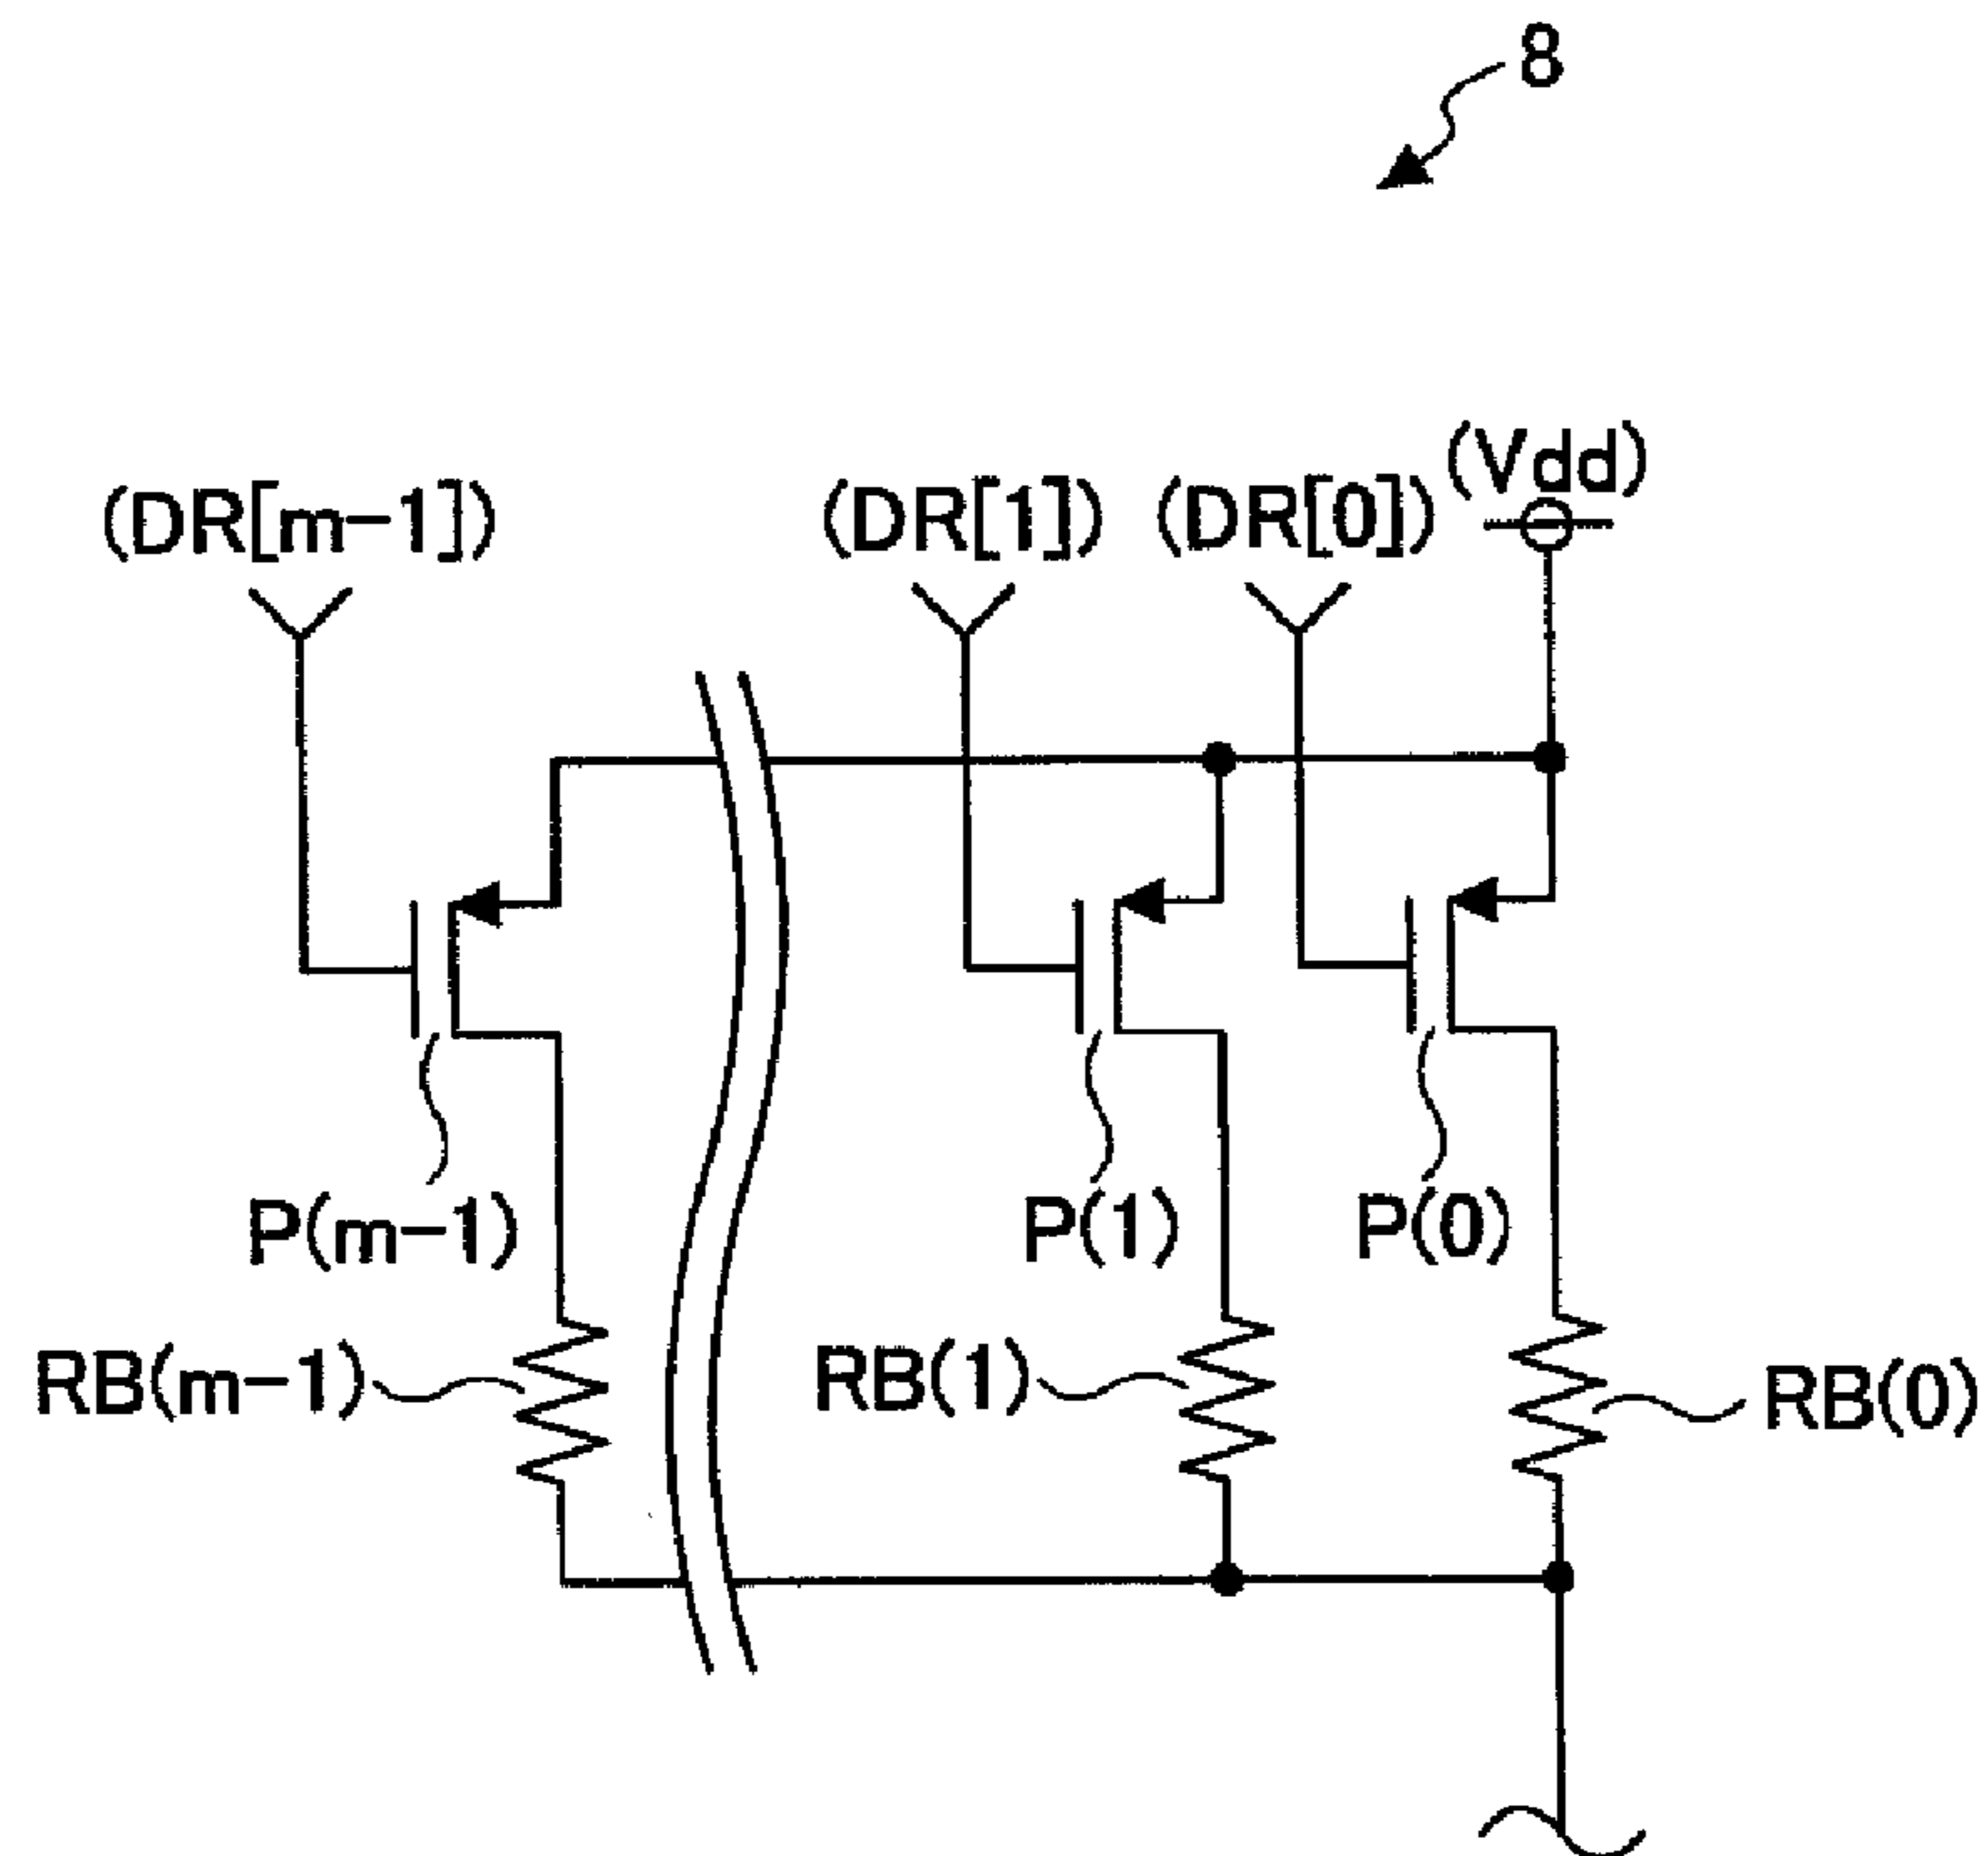 8
(Vdd)
(DR[m-1]) (DR[1]) (DR[0])
P(m-1) P(1) P(0)
RB(m-1) RB(1) RB(0)